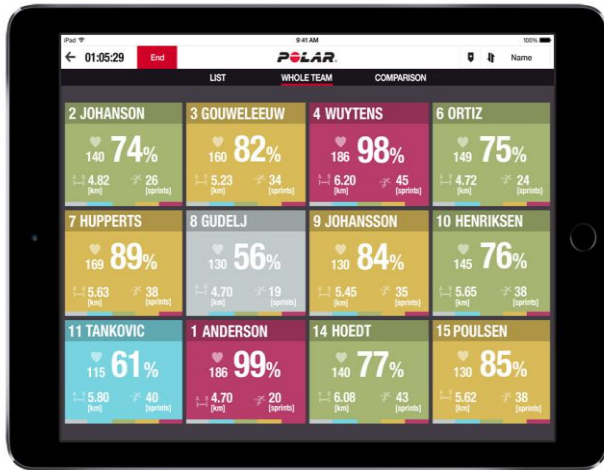 iPad 9:41 AM 100%
01:05:29 End POLAR Name
LIST WHOLE TEAM COMPARISON
2 JOHANSON
140 74%
4.82 [km] 26 [sprints]
3 GOUWELEEUW
160 82%
5.23 [km] 34 [sprints]
4 WUYTENS
186 98%
6.20 [km] 45 [sprints]
6 ORTIZ
149 75%
4.72 [km] 24 [sprints]
7 HUPPERTS
169 89%
5.63 [km] 38 [sprints]
8 GUDELJ
130 56%
4.70 [km] 19 [sprints]
9 JOHANSSON
130 84%
5.45 [km] 35 [sprints]
10 HENRIKSEN
145 76%
5.65 [km] 38 [sprints]
11 TANKOVIC
115 61%
5.80 [km] 40 [sprints]
1 ANDERSON
186 99%
4.70 [km] 20 [sprints]
14 HOEDT
140 77%
6.08 [km] 43 [sprints]
15 POULSEN
130 85%
5.62 [km] 38 [sprints]